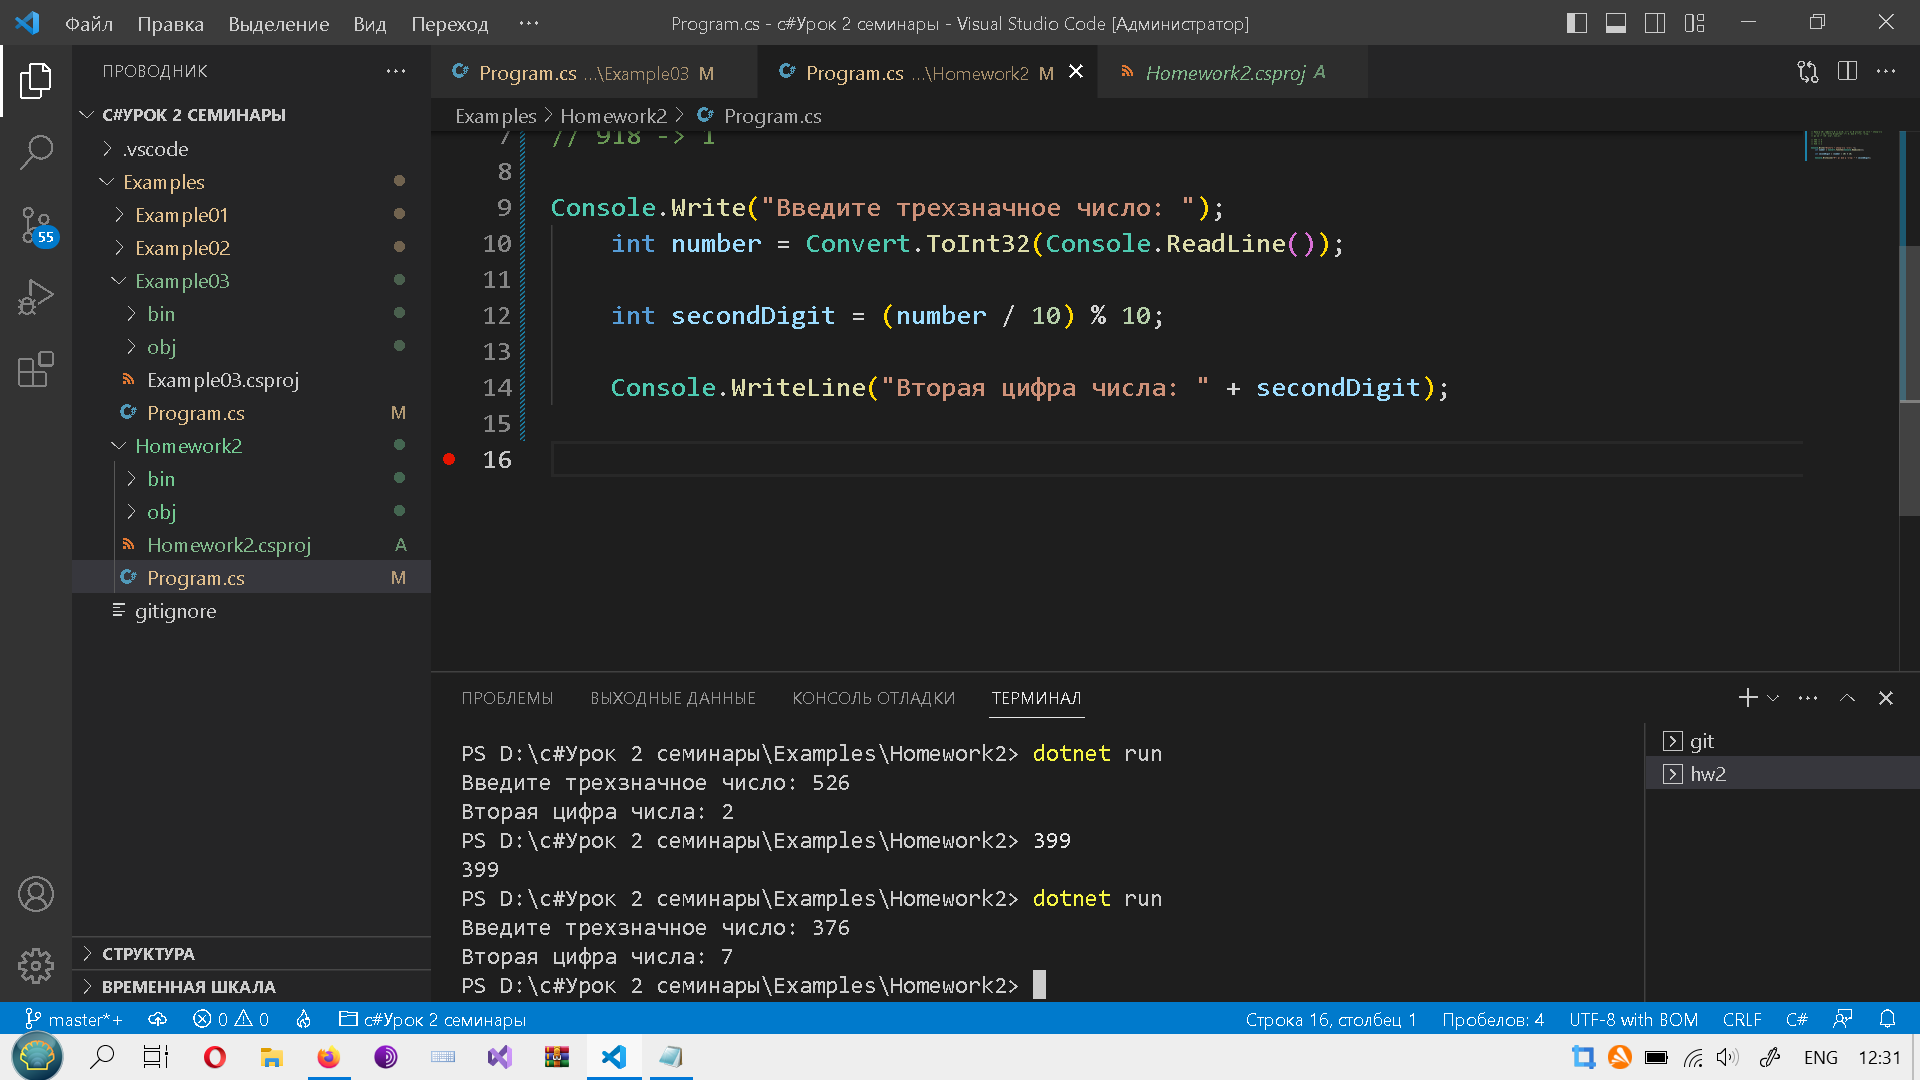 Файл Правка Выделение Вид Переход ··· Program.cs - c#Урок 2 семинары - Visual Studio Code [Администратор]
ПРОВОДНИК ···
Program.cs ...\Example03 M
Program.cs ...\Homework2 M
Homework2.csproj A
Examples > Homework2 > Program.cs
C#УРОК 2 СЕМИНАРЫ
.vscode
Examples
Example01
Example02
Example03
bin
obj
Example03.csproj
Program.cs M
Homework2
bin
obj
Homework2.csproj A
Program.cs M
gitignore
СТРУКТУРА
ВРЕМЕННАЯ ШКАЛА
55
7 // 918 -> 1
8
9 Console.Write("Введите трехзначное число: ");
10 int number = Convert.ToInt32(Console.ReadLine());
11
12 int secondDigit = (number / 10) % 10;
13
14 Console.WriteLine("Вторая цифра числа: " + secondDigit);
15
16
ПРОБЛЕМЫ ВЫХОДНЫЕ ДАННЫЕ КОНСОЛЬ ОТЛАДКИ ТЕРМИНАЛ
PS D:\c#Урок 2 семинары\Examples\Homework2> dotnet run
Введите трехзначное число: 526
Вторая цифра числа: 2
PS D:\c#Урок 2 семинары\Examples\Homework2> 399
399
PS D:\c#Урок 2 семинары\Examples\Homework2> dotnet run
Введите трехзначное число: 376
Вторая цифра числа: 7
PS D:\c#Урок 2 семинары\Examples\Homework2>
git
hw2
master*+ 0 0 c#Урок 2 семинары Строка 16, столбец 1 Пробелов: 4 UTF-8 with BOM CRLF C#
ENG 12:31